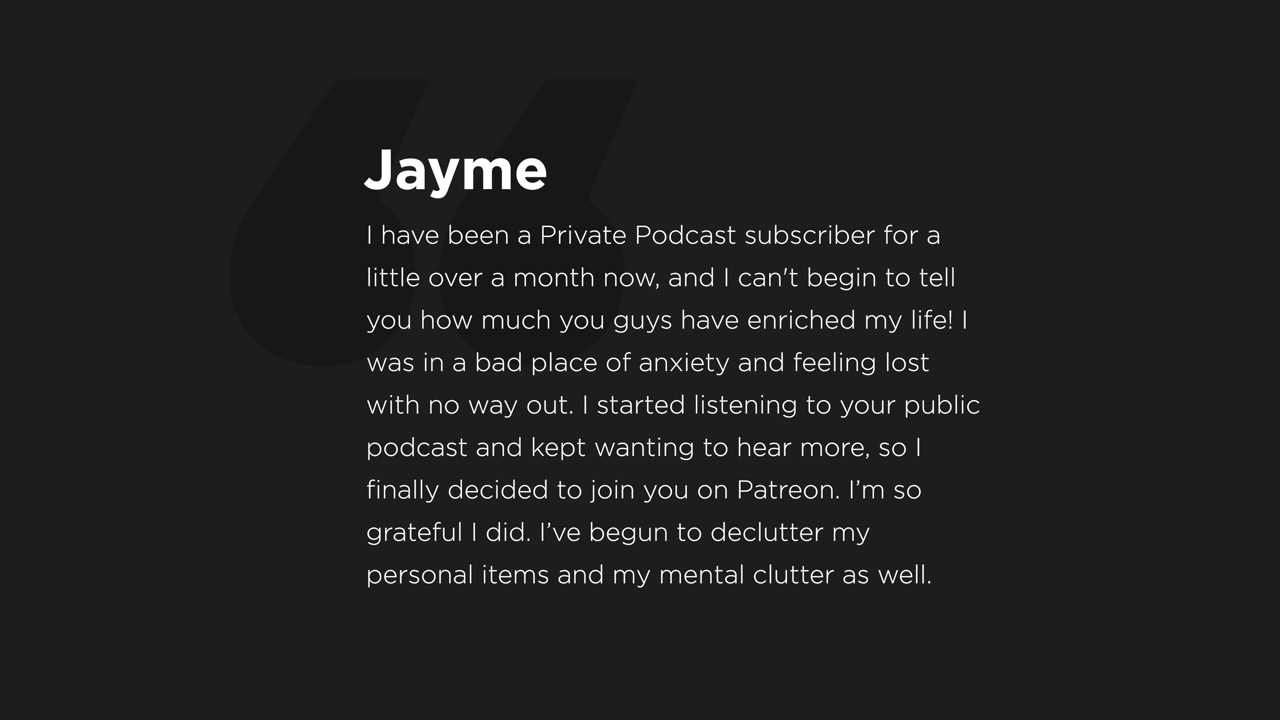 Jayme
I have been a Private Podcast subscriber for a
little over a month now, and I can't begin to tell
you how much you guys have enriched my life! I
was in a bad place of anxiety and feeling lost
with no way out. I started listening to your public
podcast and kept wanting to hear more, so I
finally decided to join you on Patreon. I’m so
grateful I did. I’ve begun to declutter my
personal items and my mental clutter as well.